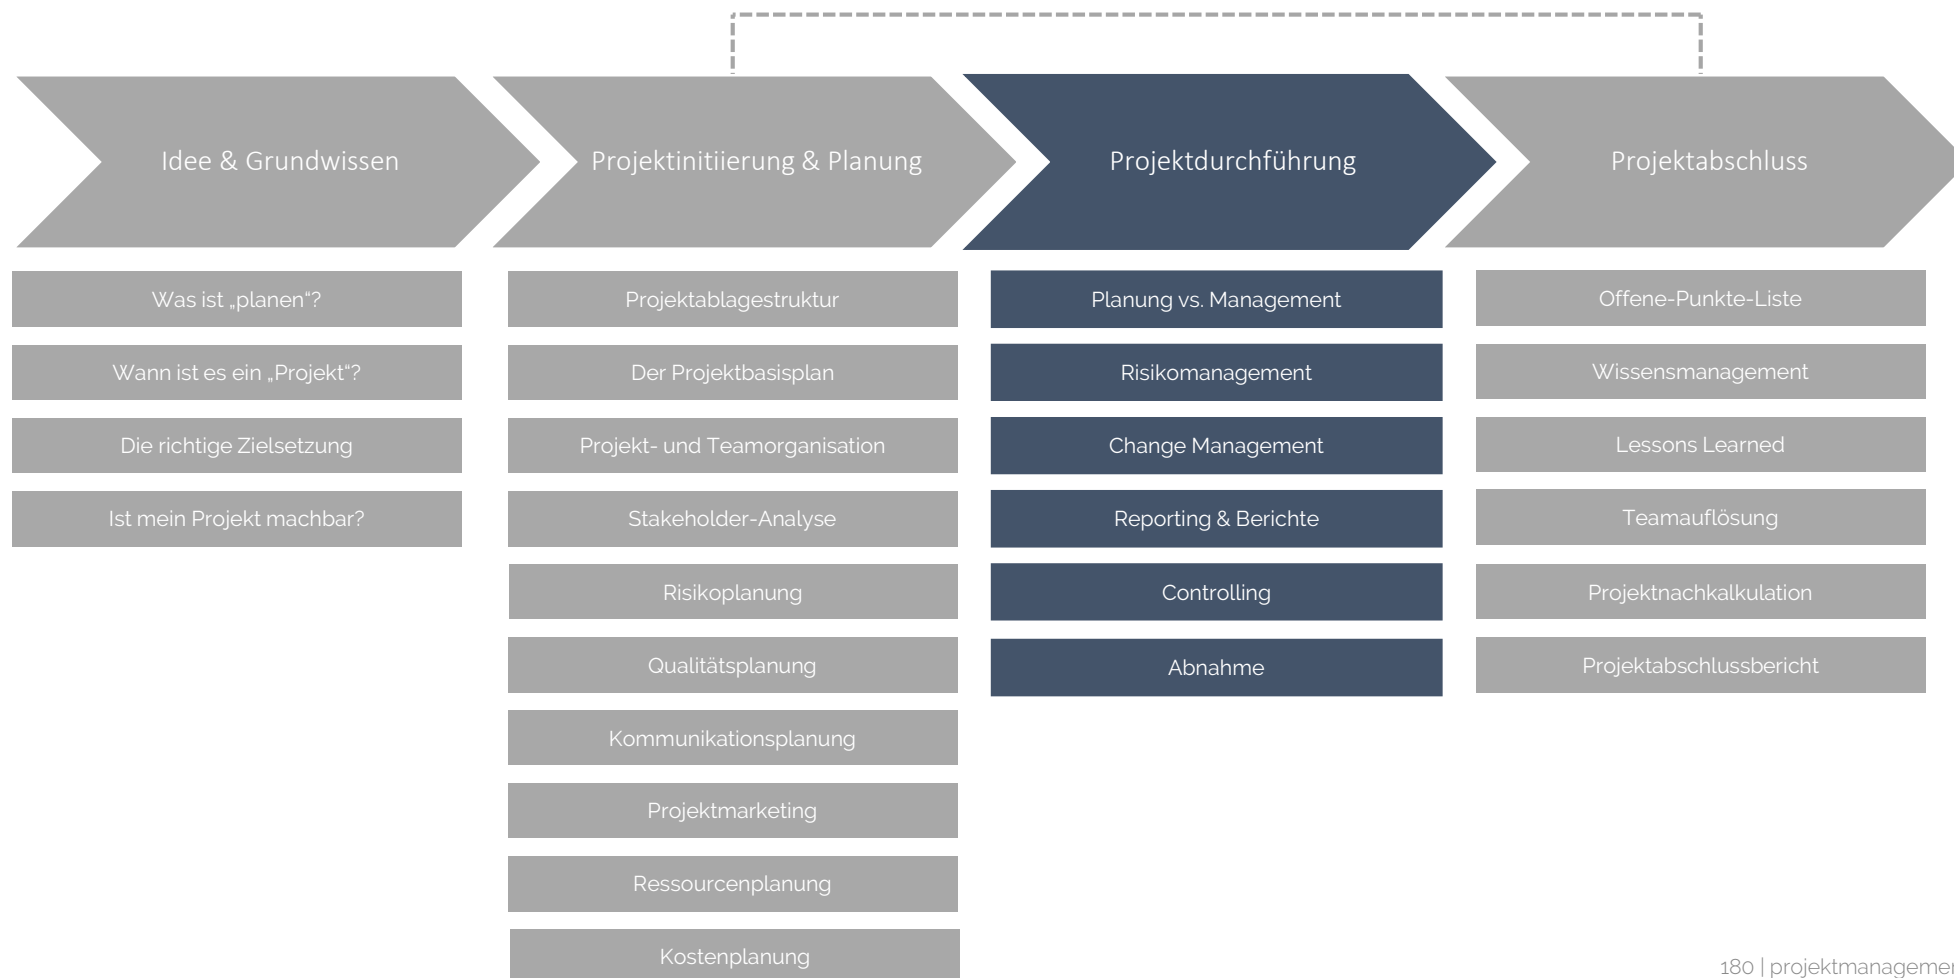 Idee & Grundwissen
Projektinitiierung & Planung
Projektdurchführung
Projektabschluss
Was ist „planen“?
Wann ist es ein „Projekt“?
Die richtige Zielsetzung
Ist mein Projekt machbar?
Projektablagestruktur
Der Projektbasisplan
Projekt- und Teamorganisation
Stakeholder-Analyse
Risikoplanung
Qualitätsplanung
Kommunikationsplanung
Projektmarketing
Ressourcenplanung
Kostenplanung
Planung vs. Management
Risikomanagement
Change Management
Reporting & Berichte
Controlling
Abnahme
Offene-Punkte-Liste
Wissensmanagement
Lessons Learned
Teamauflösung
Projektnachkalkulation
Projektabschlussbericht
180 | projektmanagemen